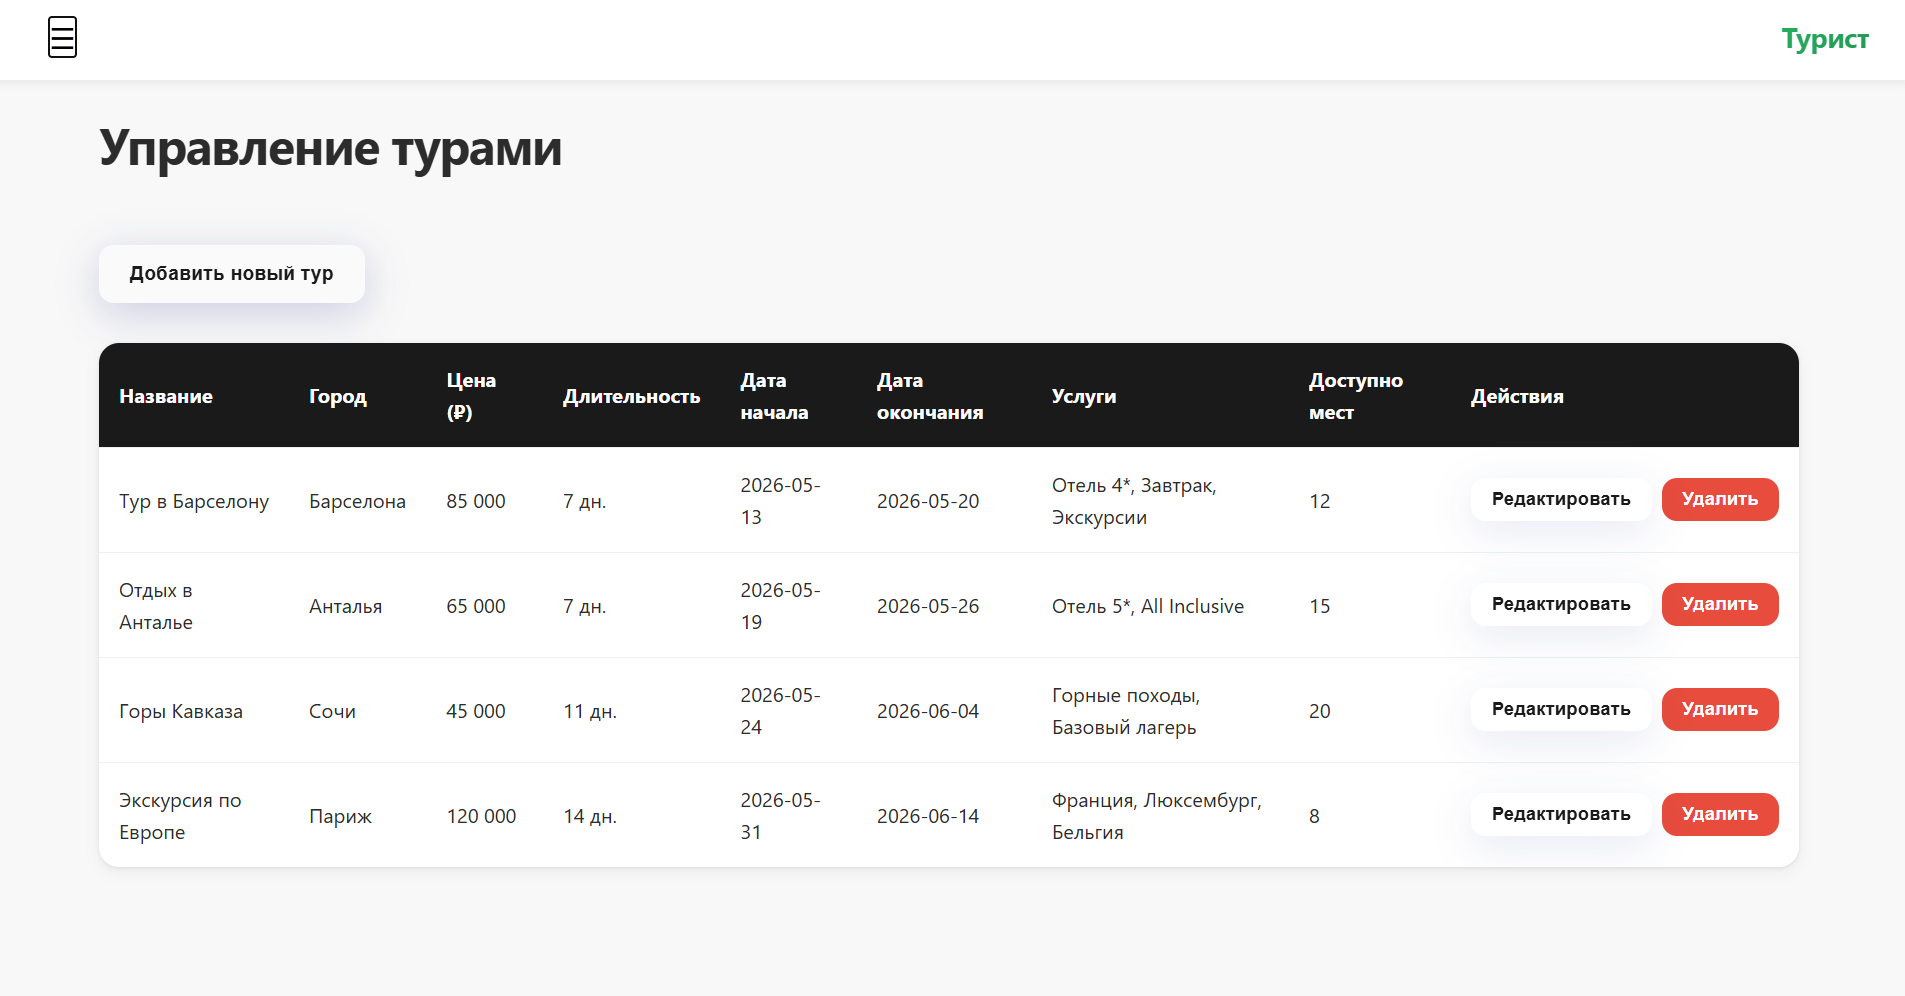 Турист
Управление турами
Добавить новый тур
Название Город Цена (₽) Длительность Дата начала Дата окончания Услуги Доступно мест Действия
Тур в Барселону Барселона 85 000 7 дн. 2026-05-13 2026-05-20 Отель 4*, Завтрак, Экскурсии 12 Редактировать Удалить
Отдых в Анталье Анталья 65 000 7 дн. 2026-05-19 2026-05-26 Отель 5*, All Inclusive 15 Редактировать Удалить
Горы Кавказа Сочи 45 000 11 дн. 2026-05-24 2026-06-04 Горные походы, Базовый лагерь 20 Редактировать Удалить
Экскурсия по Европе Париж 120 000 14 дн. 2026-05-31 2026-06-14 Франция, Люксембург, Бельгия 8 Редактировать Удалить